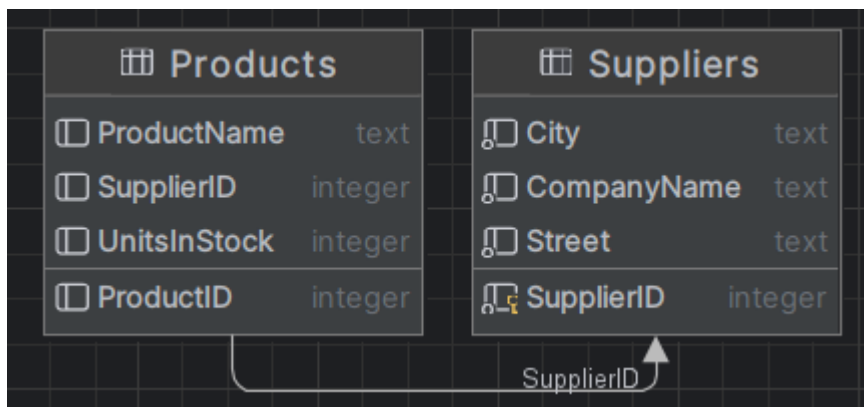 Products
ProductName text
SupplierID integer
UnitsInStock integer
ProductID integer
Suppliers
City text
CompanyName text
Street text
SupplierID integer
SupplierID